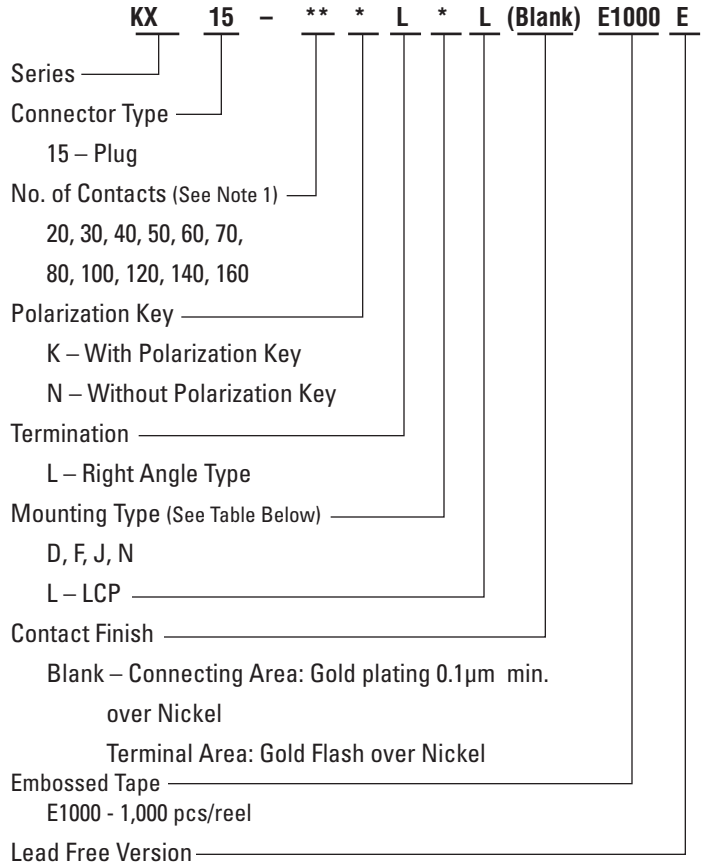 KX 15 – ** * L * L (Blank) E1000 E
Series
Connector Type
15 – Plug
No. of Contacts (See Note 1)
20, 30, 40, 50, 60, 70,
80, 100, 120, 140, 160
Polarization Key
K – With Polarization Key
N – Without Polarization Key
Termination
L – Right Angle Type
Mounting Type (See Table Below)
D, F, J, N
L – LCP
Contact Finish
Blank – Connecting Area: Gold plating 0.1µm min.
over Nickel
Terminal Area: Gold Flash over Nickel
Embossed Tape
E1000 - 1,000 pcs/reel
Lead Free Version